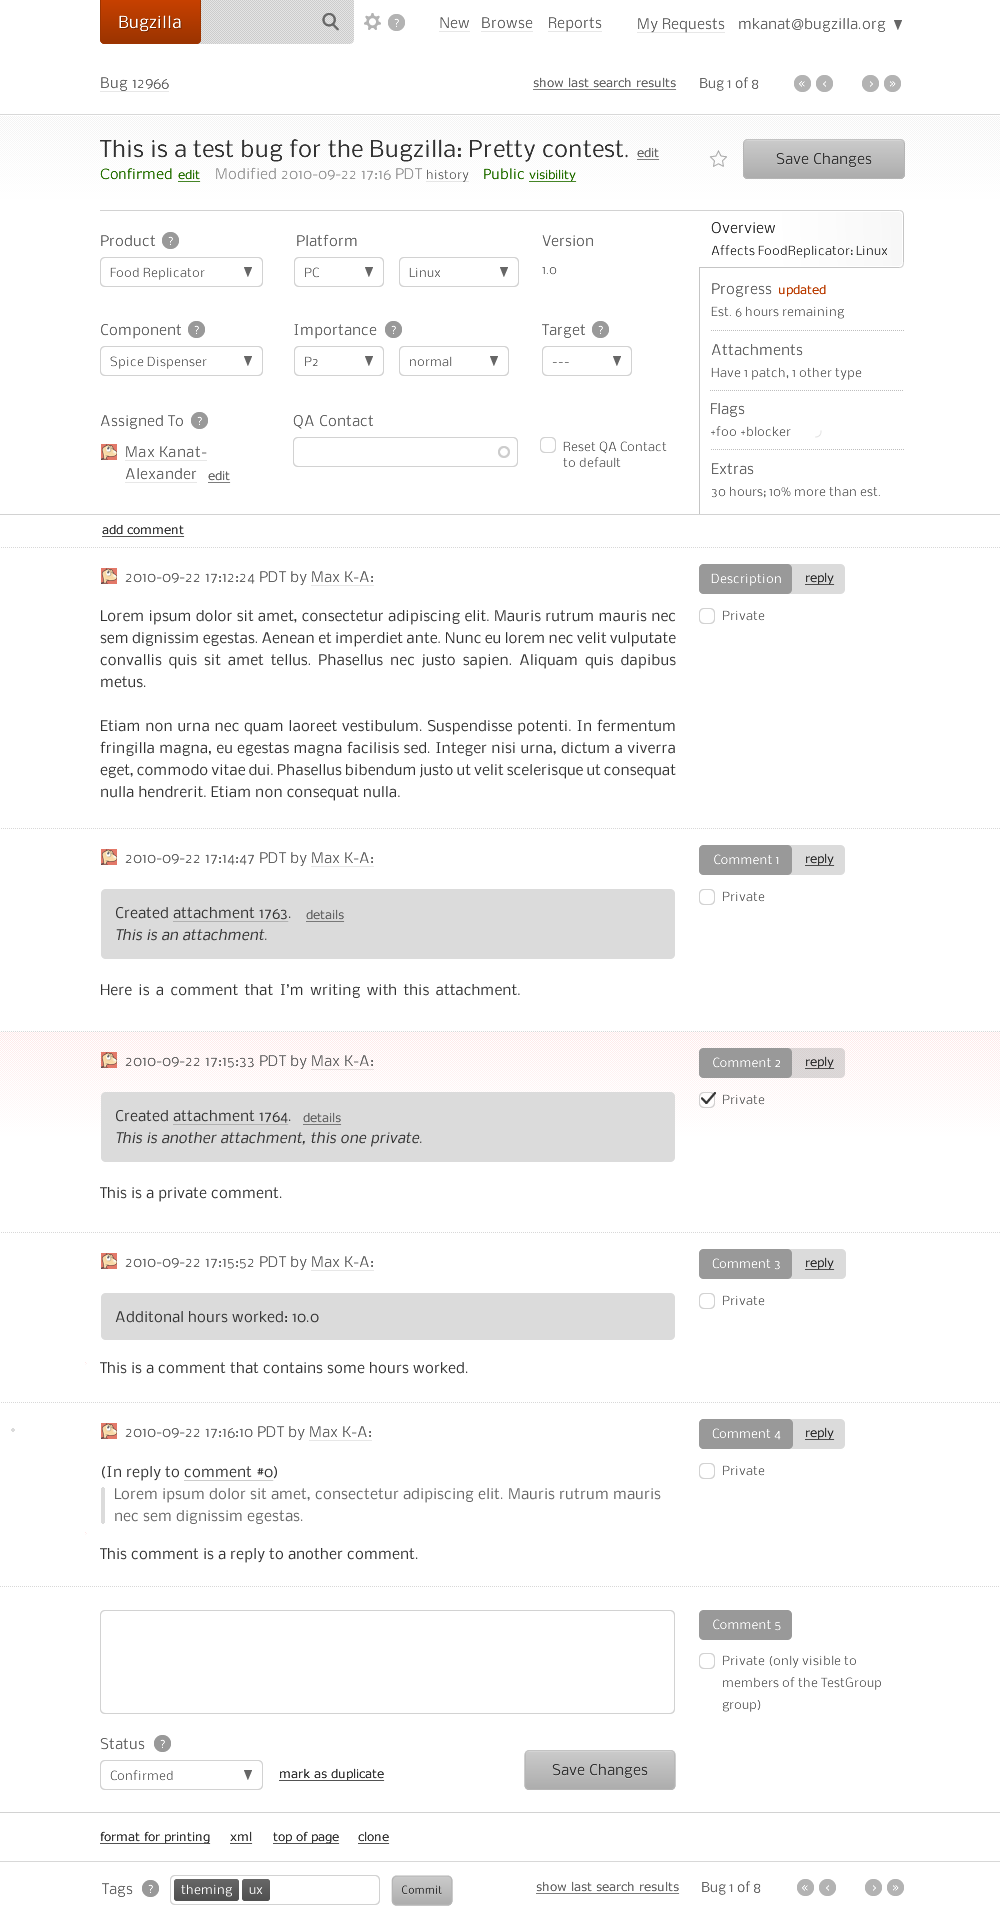 Bugzilla ? New Browse Reports My Requests mkanat@bugzilla.org ▼
Bug 12966 show last search results Bug 1 of 8 « ‹ › »
This is a test bug for the Bugzilla: Pretty contest. edit Save Changes
Confirmed edit Modified 2010-09-22 17:16 PDT history Public visibility
Product ? Platform Version
Food Replicator ▼ PC ▼ Linux ▼ 1.0
Component ? Importance ? Target ?
Spice Dispenser ▼ P2 ▼ normal ▼ --- ▼
Assigned To ? QA Contact
Max Kanat-
Alexander edit
Reset QA Contact
to default
Overview
Affects FoodReplicator: Linux
Progress updated
Est. 6 hours remaining
Attachments
Have 1 patch, 1 other type
Flags
+foo +blocker
Extras
30 hours; 10% more than est.
add comment
2010-09-22 17:12:24 PDT by Max K-A: Description reply
Private
Lorem ipsum dolor sit amet, consectetur adipiscing elit. Mauris rutrum mauris nec
sem dignissim egestas. Aenean et imperdiet ante. Nunc eu lorem nec velit vulputate
convallis quis sit amet tellus. Phasellus nec justo sapien. Aliquam quis dapibus
metus.
Etiam non urna nec quam laoreet vestibulum. Suspendisse potenti. In fermentum
fringilla magna, eu egestas magna facilisis sed. Integer nisi urna, dictum a viverra
eget, commodo vitae dui. Phasellus bibendum justo ut velit scelerisque ut consequat
nulla hendrerit. Etiam non consequat nulla.
2010-09-22 17:14:47 PDT by Max K-A: Comment 1 reply
Private
Created attachment 1763. details
This is an attachment.
Here is a comment that I'm writing with this attachment.
2010-09-22 17:15:33 PDT by Max K-A: Comment 2 reply
Private
Created attachment 1764. details
This is another attachment, this one private.
This is a private comment.
2010-09-22 17:15:52 PDT by Max K-A: Comment 3 reply
Private
Additonal hours worked: 10.0
This is a comment that contains some hours worked.
2010-09-22 17:16:10 PDT by Max K-A: Comment 4 reply
Private
(In reply to comment #0)
Lorem ipsum dolor sit amet, consectetur adipiscing elit. Mauris rutrum mauris
nec sem dignissim egestas.
This comment is a reply to another comment.
Comment 5
Private (only visible to
members of the TestGroup
group)
Status ?
Confirmed ▼ mark as duplicate Save Changes
format for printing xml top of page clone
Tags ? theming ux Commit show last search results Bug 1 of 8 « ‹ › »